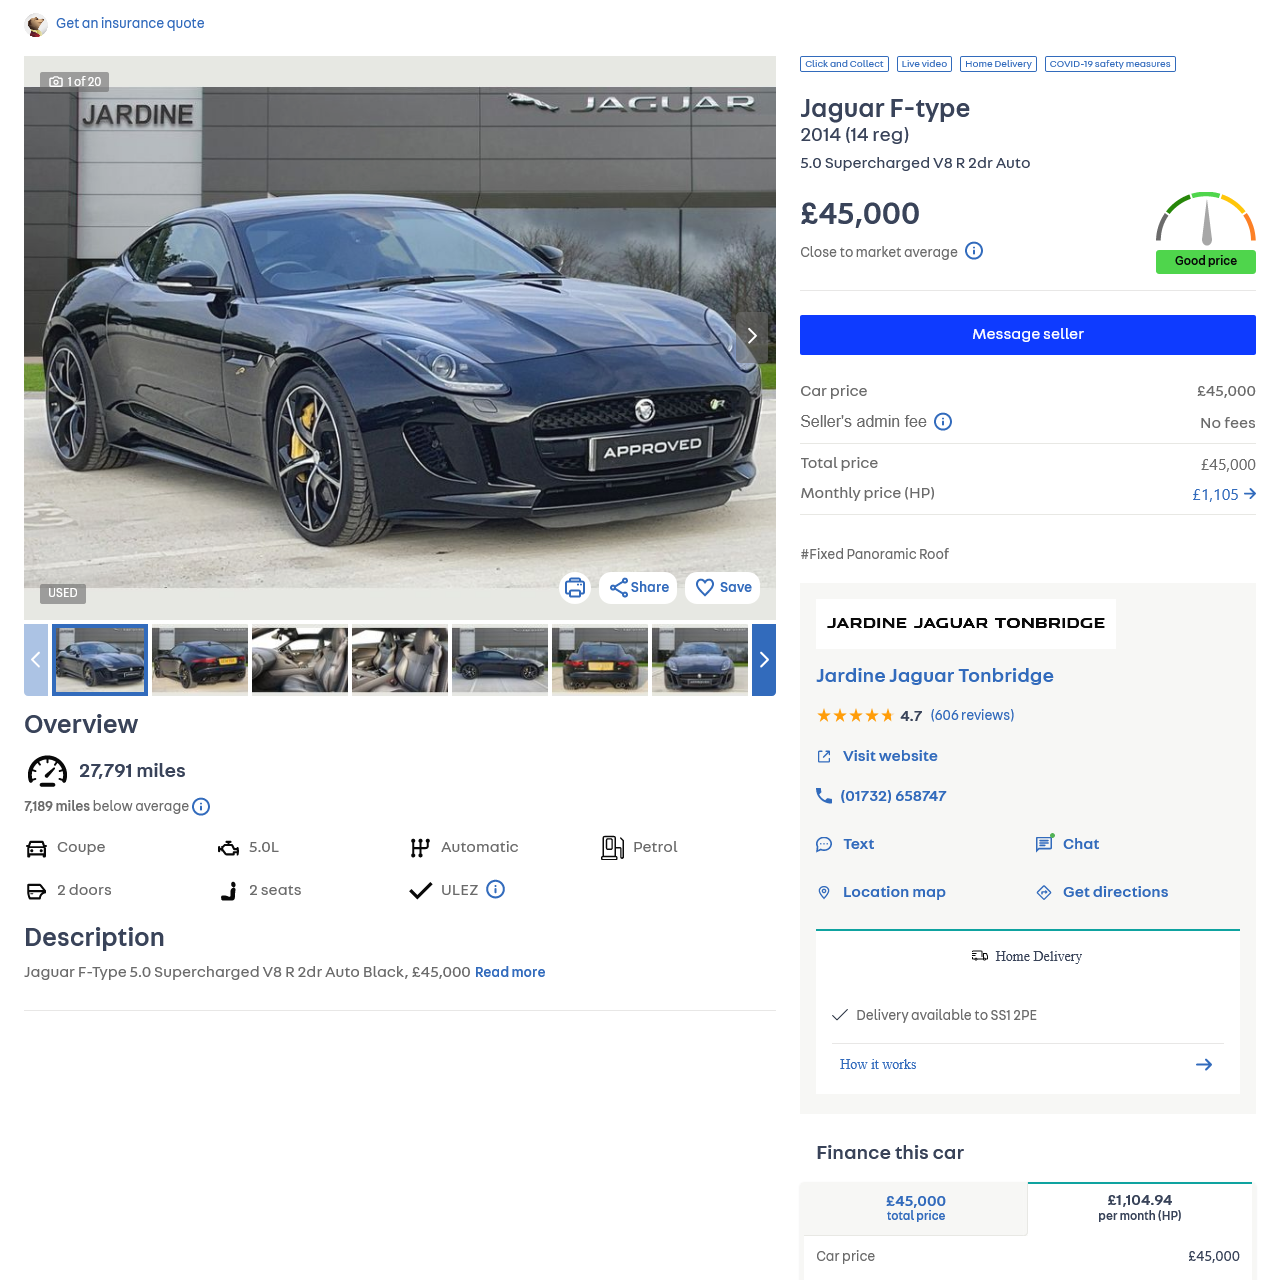 Get an insurance quote
1 of 20
JARDINE
JAGUAR
APPROVED
USED
Share
Save
Overview
27,791 miles
7,189 miles below average
Coupe
5.0L
Automatic
Petrol
2 doors
2 seats
ULEZ
Description
Jaguar F-Type 5.0 Supercharged V8 R 2dr Auto Black, £45,000 Read more
Click and Collect
Live video
Home Delivery
COVID-19 safety measures
Jaguar F-type
2014 (14 reg)
5.0 Supercharged V8 R 2dr Auto
£45,000
Close to market average
Good price
Message seller
Car price £45,000
Seller's admin fee No fees
Total price £45,000
Monthly price (HP) £1,105
#Fixed Panoramic Roof
JARDINE JAGUAR TONBRIDGE
Jardine Jaguar Tonbridge
4.7 (606 reviews)
Visit website
(01732) 658747
Text
Chat
Location map
Get directions
Home Delivery
Delivery available to SS1 2PE
How it works
Finance this car
£45,000
total price
£1,104.94
per month (HP)
Car price £45,000